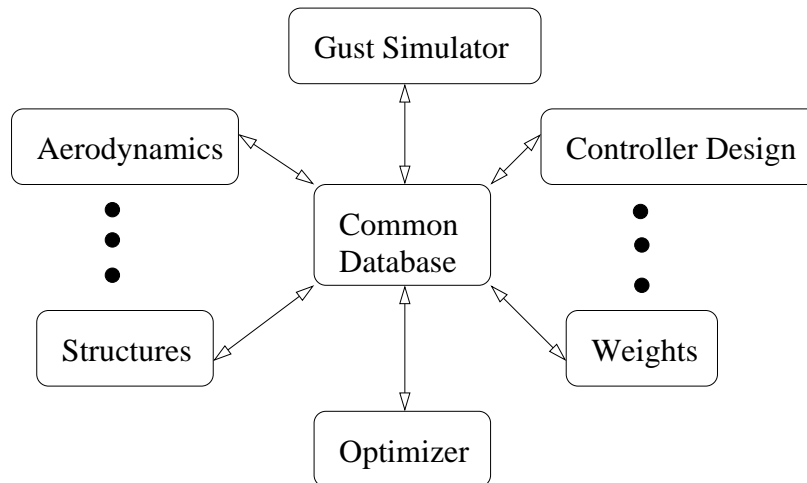 Gust Simulator
Aerodynamics
Controller Design
Common
Database
Structures
Weights
Optimizer